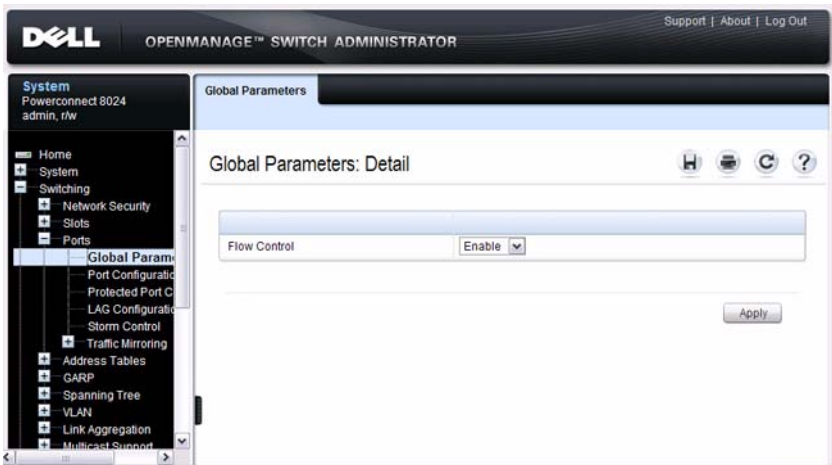 Support | About | Log Out
DELL
OPENMANAGE™ SWITCH ADMINISTRATOR
System
Powerconnect 8024
admin, r/w
Global Parameters
Home
System
Switching
Network Security
Slots
Ports
Global Param
Port Configuratio
Protected Port C
LAG Configuratio
Storm Control
Traffic Mirroring
Address Tables
GARP
Spanning Tree
VLAN
Link Aggregation
Multicast Support
Global Parameters: Detail
Flow Control
Enable
Apply